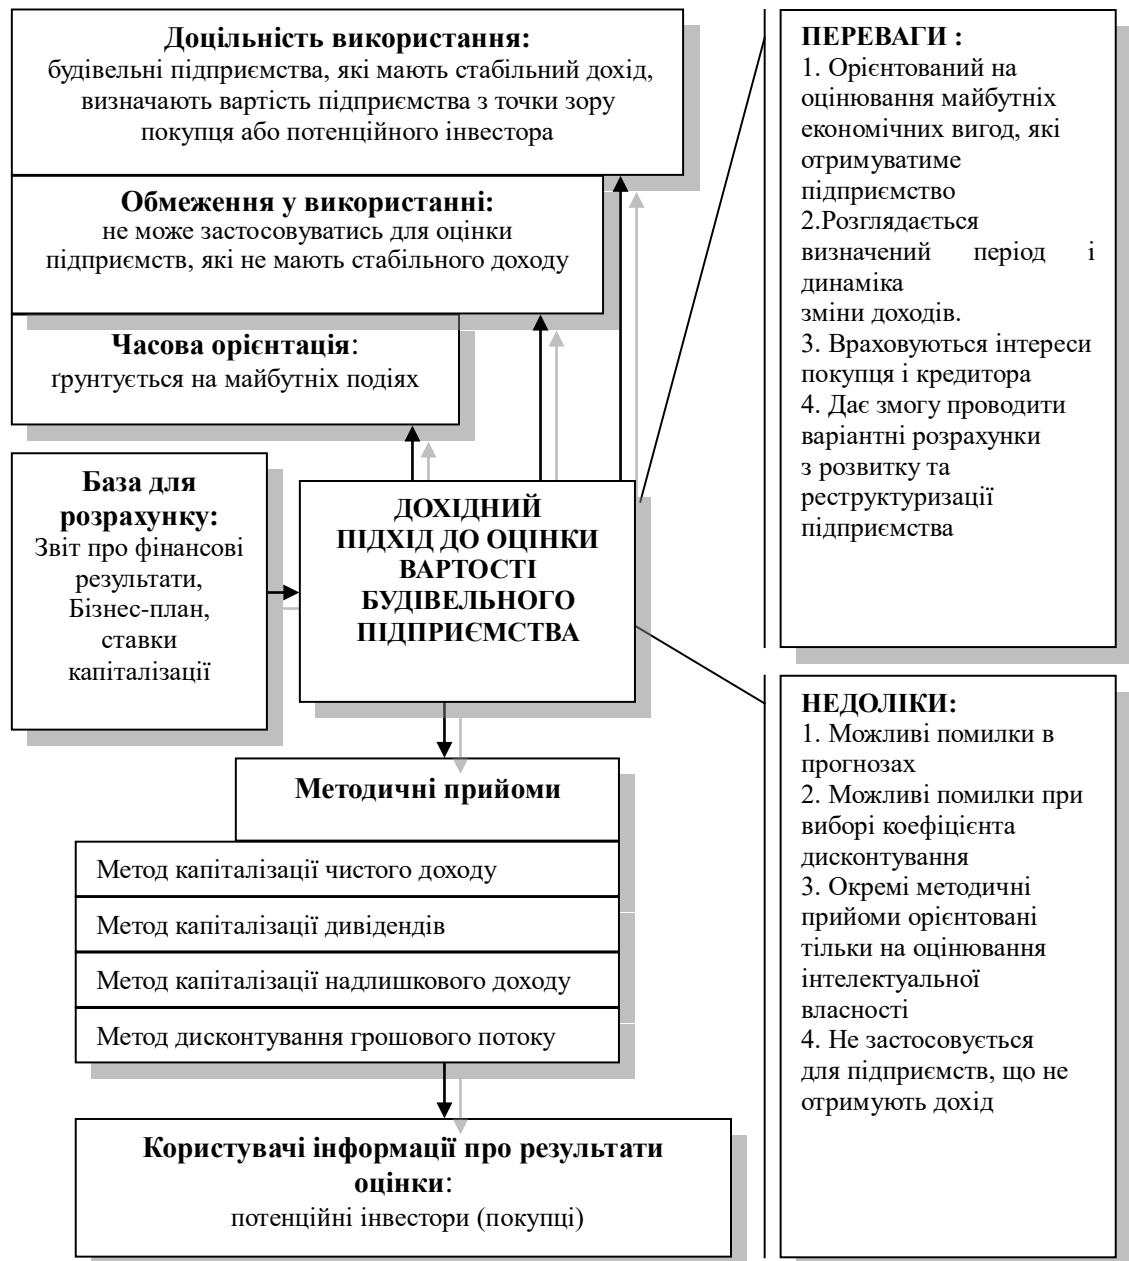 Доцільність використання:
будівельні підприємства, які мають стабільний дохід,
визначають вартість підприємства з точки зору
покупця або потенційного інвестора
Обмеження у використанні:
не може застосовуватись для оцінки
підприємств, які не мають стабільного доходу
Часова орієнтація:
ґрунтується на майбутніх подіях
База для
розрахунку:
Звіт про фінансові
результати,
Бізнес-план,
ставки
капіталізації
ДОХІДНИЙ
ПІДХІД ДО ОЦІНКИ
ВАРТОСТІ
БУДІВЕЛЬНОГО
ПІДПРИЄМСТВА
Методичні прийоми
Метод капіталізації чистого доходу
Метод капіталізації дивідендів
Метод капіталізації надлишкового доходу
Метод дисконтування грошового потоку
Користувачі інформації про результати
оцінки:
потенційні інвестори (покупці)
ПЕРЕВАГИ :
1. Орієнтований на
оцінювання майбутніх
економічних вигод, які
отримуватиме
підприємство
2.Розглядається
визначений період і
динаміка
зміни доходів.
3. Враховуються інтереси
покупця і кредитора
4. Дає змогу проводити
варіантні розрахунки
з розвитку та
реструктуризації
підприємства
НЕДОЛІКИ:
1. Можливі помилки в
прогнозах
2. Можливі помилки при
виборі коефіцієнта
дисконтування
3. Окремі методичні
прийоми орієнтовані
тільки на оцінювання
інтелектуальної
власності
4. Не застосовується
для підприємств, що не
отримують дохід